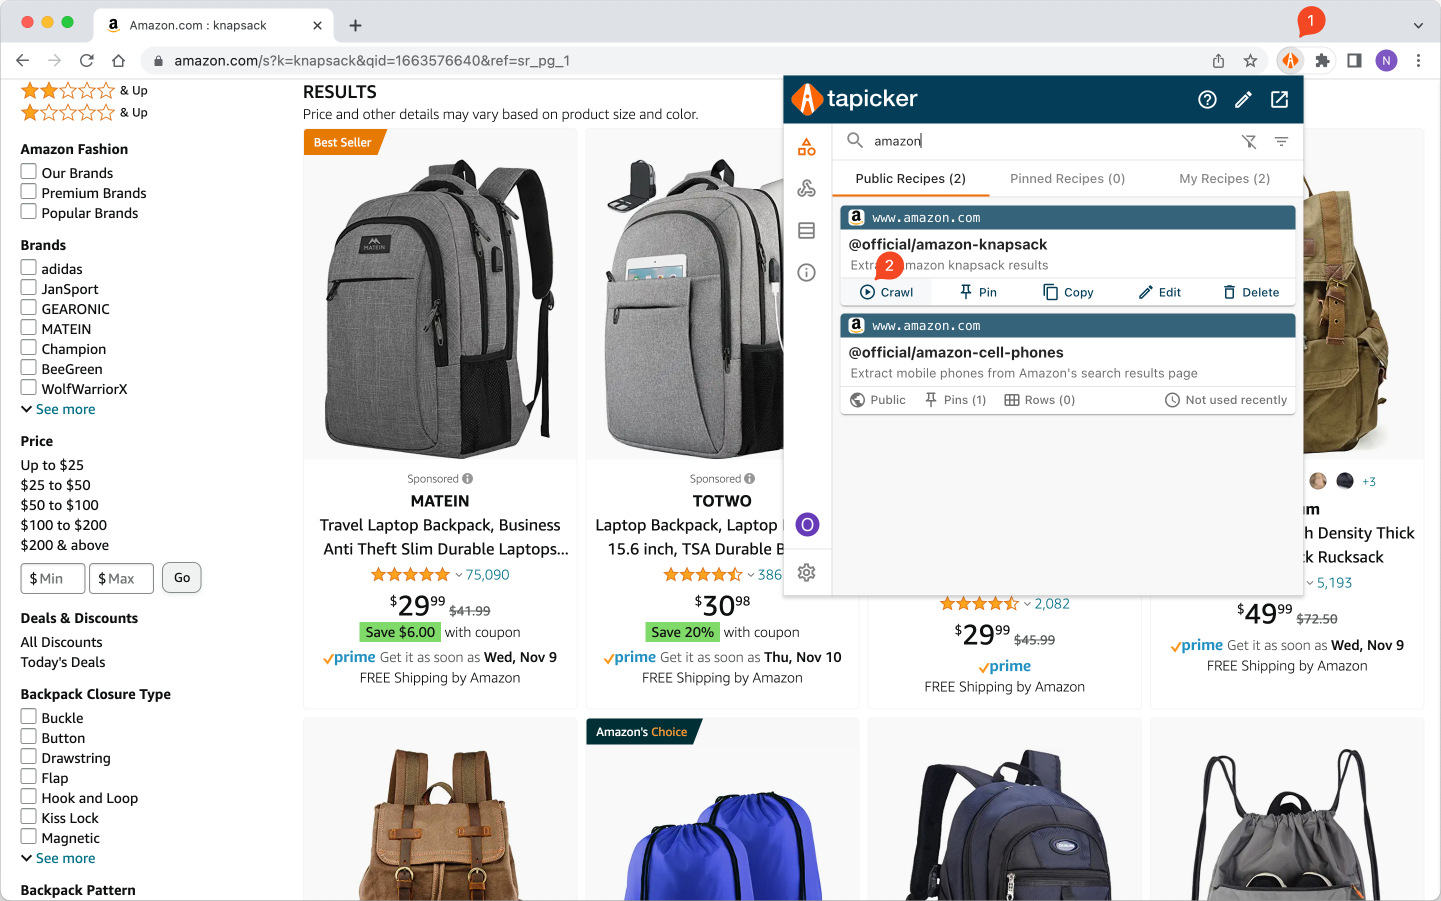 Amazon.com : knapsack
1
amazon.com/s?k=knapsack&qid=1663576640&ref=sr_pg_1
N
& Up
& Up
Amazon Fashion
Our Brands
Premium Brands
Popular Brands
Brands
adidas
JanSport
GEARONIC
MATEIN
Champion
BeeGreen
WolfWarriorX
See more
Price
Up to $25
$25 to $50
$50 to $100
$100 to $200
$200 & above
$ Min
$ Max
Go
Deals & Discounts
All Discounts
Today's Deals
Backpack Closure Type
Buckle
Button
Drawstring
Flap
Hook and Loop
Kiss Lock
Magnetic
See more
Backpack Pattern
RESULTS
Price and other details may vary based on product size and color.
Best Seller
MATEIN
Sponsored
MATEIN
Travel Laptop Backpack, Business
Anti Theft Slim Durable Laptops...
75,090
$29 99 $41.99
Save $6.00 with coupon
prime Get it as soon as Wed, Nov 9
FREE Shipping by Amazon
Sponsored
TOTWO
Laptop Backpack, Laptop
15.6 inch, TSA Durable B
386
$30 98
Save 20% with coupon
prime Get it as soon as Thu, Nov 10
FREE Shipping by Amazon
2,082
$29 99 $45.99
prime
FREE Shipping by Amazon
+3
um
h Density Thick
ck Rucksack
5,193
$49 99 $72.50
prime Get it as soon as Wed, Nov 9
FREE Shipping by Amazon
Amazon's Choice
tapicker
amazon
Public Recipes (2)
Pinned Recipes (0)
My Recipes (2)
www.amazon.com
@official/amazon-knapsack
Extr mazon knapsack results
2
Crawl
Pin
Copy
Edit
Delete
www.amazon.com
@official/amazon-cell-phones
Extract mobile phones from Amazon's search results page
Public
Pins (1)
Rows (0)
Not used recently
O